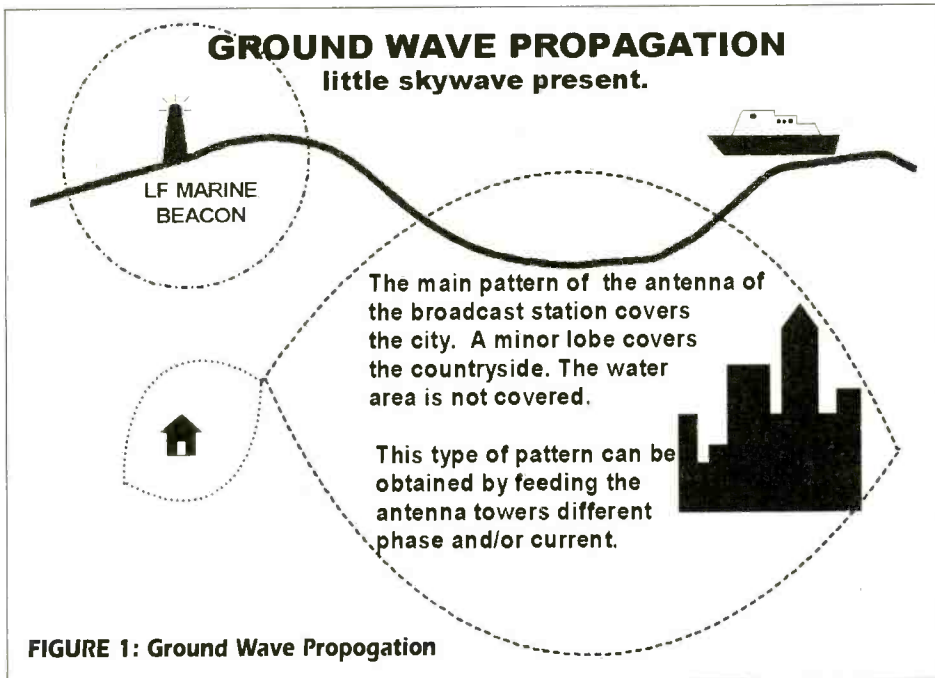 GROUND WAVE PROPAGATION
little skywave present.
LF MARINE
BEACON
The main pattern of the antenna of
the broadcast station covers
the city. A minor lobe covers
the countryside. The water
area is not covered.
This type of pattern can be
obtained by feeding the
antenna towers different
phase and/or current.
FIGURE 1: Ground Wave Propogation